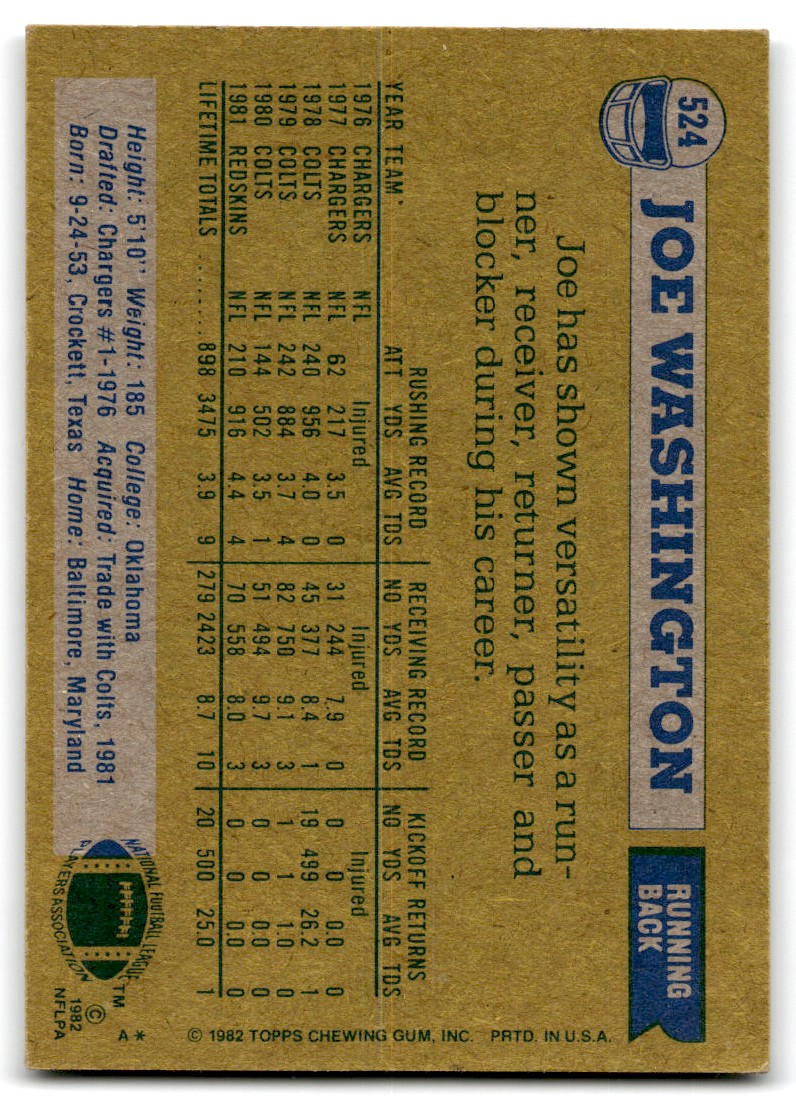 524
JOE WASHINGTON
RUNNING
BACK
Joe has shown versatility as a run-
ner, receiver, returner, passer and
blocker during his career.
RUSHING RECORD RECEIVING RECORD KICKOFF RETURNS
YEAR TEAM ATT YDS AVG TDS NO YDS AVG TDS NO YDS AVG TDS
1976 CHARGERS NFL Injured Injured Injured
1977 CHARGERS NFL 62 217 3.5 0 31 244 7.9 0 0 0 0.0 0
1978 COLTS NFL 240 956 4.0 0 45 377 8.4 1 19 499 26.2 1
1979 COLTS NFL 242 884 3.7 4 82 750 9.1 3 1 1 1.0 0
1980 COLTS NFL 144 502 3.5 1 51 494 9.7 3 0 0 0.0 0
1981 REDSKINS NFL 210 916 4.4 4 70 558 8.0 3 0 0 0.0 0
LIFETIME TOTALS ........ 898 3475 3.9 9 279 2423 8.7 10 20 500 25.0 1
Height: 5'10" Weight: 185 College: Oklahoma
Drafted: Chargers #1-1976 Acquired: Trade with Colts, 1981
Born: 9-24-53, Crockett, Texas Home: Baltimore, Maryland
NATIONAL FOOTBALL LEAGUE
PLAYERS ASSOCIATION
TM
©
1982
NFLPA
A*
© 1982 TOPPS CHEWING GUM, INC. PRTD. IN U.S.A.